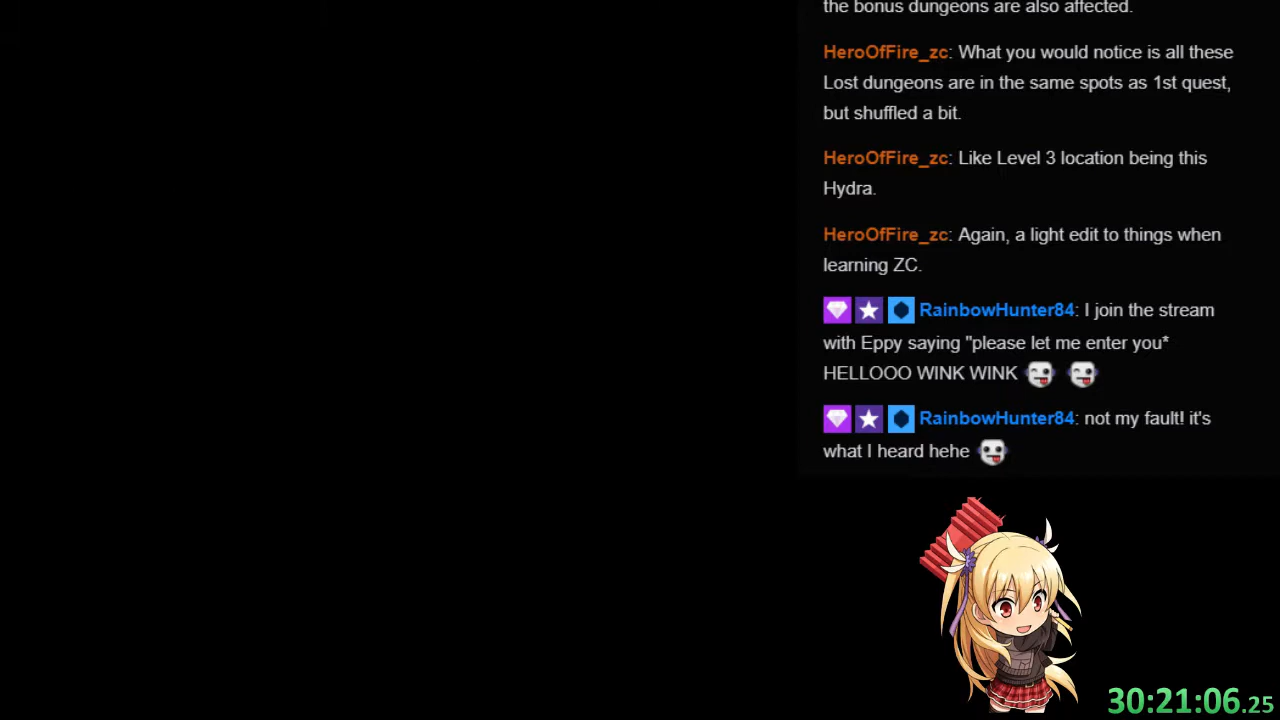 the bonus dungeons are also affected.
HeroOfFire_zc: What you would notice is all these
Lost dungeons are in the same spots as 1st quest,
but shuffled a bit.
HeroOfFire_zc: Like Level 3 location being this
Hydra.
HeroOfFire_zc: Again, a light edit to things when
learning ZC.
RainbowHunter84: I join the stream
with Eppy saying "please let me enter you*
HELLOOO WINK WINK
RainbowHunter84: not my fault! it's
what I heard hehe
30:21:06.25